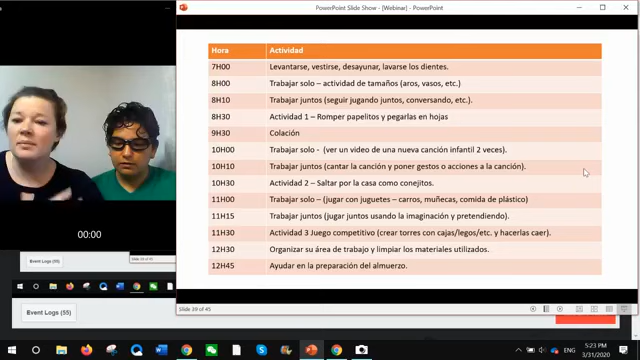 PowerPoint Slide Show - [Webinar] - PowerPoint
Hora Actividad
7H00 Levantarse, vestirse, desayunar, lavarse los dientes.
8H00 Trabajar solo – actividad de tamaños (aros, vasos, etc.)
8H10 Trabajar juntos (seguir jugando juntos, conversando, etc.).
8H30 Actividad 1 – Romper papelitos y pegarlas en hojas
9H30 Colación
10H00 Trabajar solo - (ver un video de una nueva canción infantil 2 veces).
10H10 Trabajar juntos (cantar la canción y poner gestos o acciones a la canción).
10H30 Actividad 2 – Saltar por la casa como conejitos.
11H00 Trabajar solo – (jugar con juguetes – carros, muñecas, comida de plástico)
11H15 Trabajar juntos (jugar juntos usando la imaginación y pretendiendo).
11H30 Actividad 3 Juego competitivo (crear torres con cajas/legos/etc. y hacerlas caer).
12H30 Organizar su área de trabajo y limpiar los materiales utilizados.
12H45 Ayudar en la preparación del almuerzo.
00:00
Event Logs (55)
Event Logs (55)
Slide 29 of 45
ENG
5:23 PM
3/31/2020